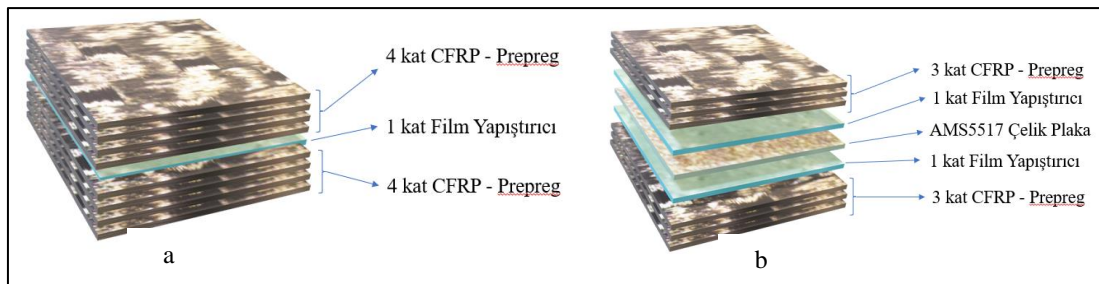 4 kat CFRP - Prepreg
1 kat Film Yapıştırıcı
4 kat CFRP - Prepreg
a
3 kat CFRP - Prepreg
1 kat Film Yapıştırıcı
AMS5517 Çelik Plaka
1 kat Film Yapıştırıcı
3 kat CFRP - Prepreg
b